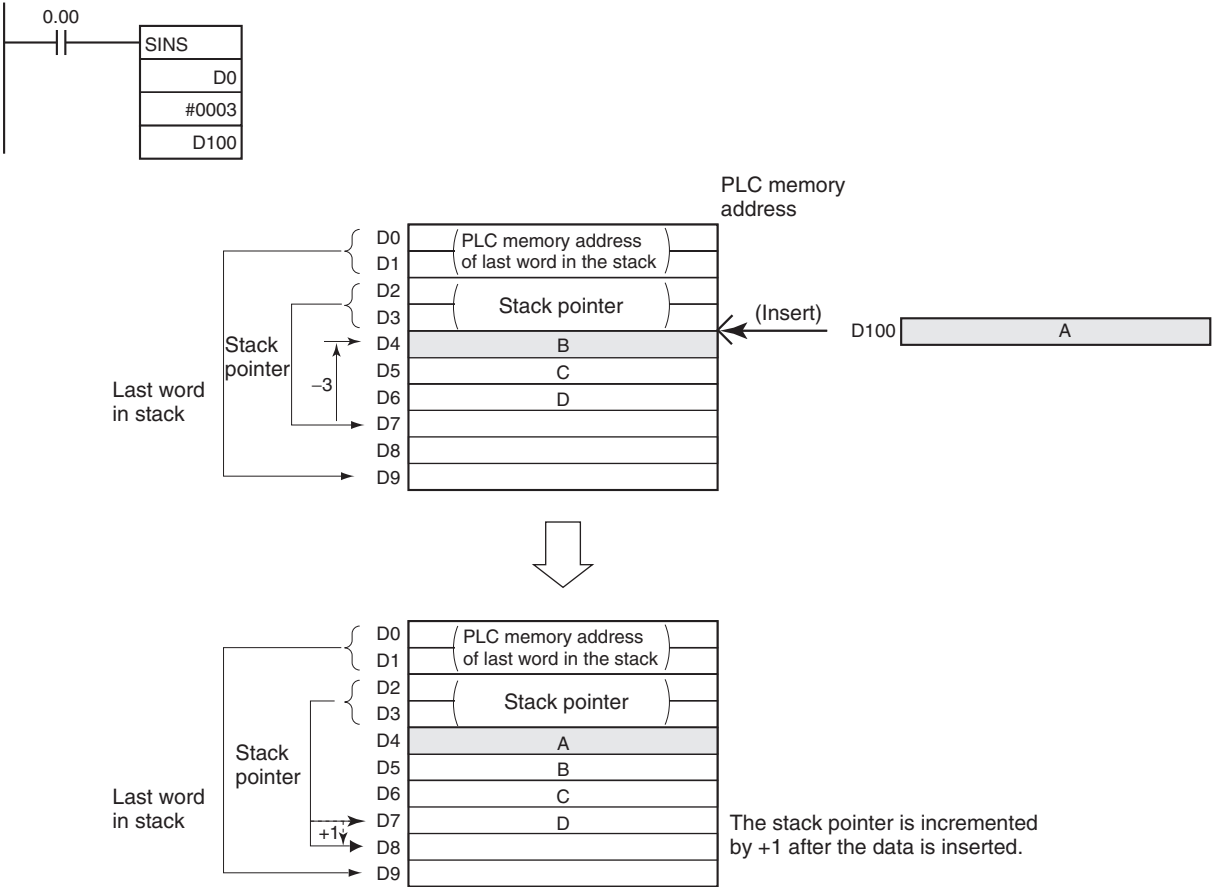 0.00
SINS
D0
#0003
D100
PLC memory
address
D0
D1
PLC memory address
of last word in the stack
D2
D3
Stack pointer
(Insert)
D100
A
D4
B
D5
C
D6
D
D7
D8
D9
Stack
pointer
–3
Last word
in stack
D0
D1
PLC memory address
of last word in the stack
D2
D3
Stack pointer
D4
A
D5
B
D6
C
D7
D
D8
D9
Stack
pointer
+1
Last word
in stack
The stack pointer is incremented
by +1 after the data is inserted.